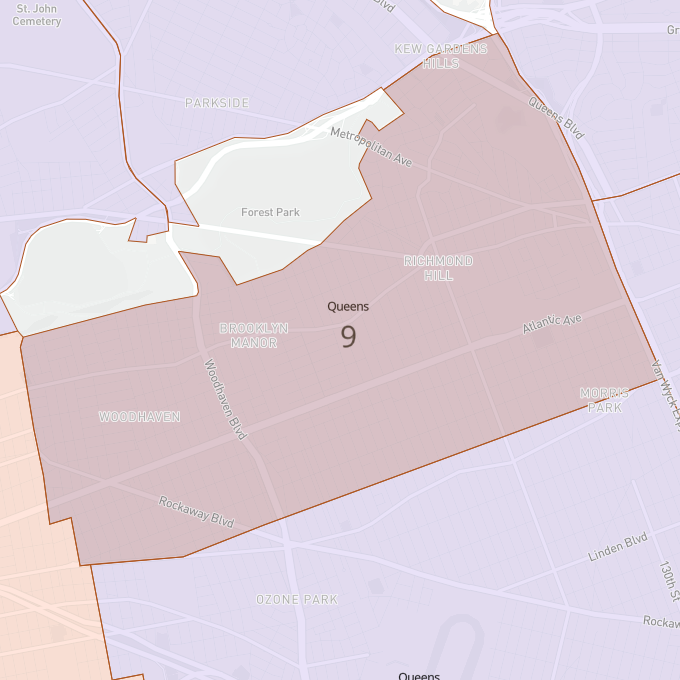 St. John
Cemetery
Blvd
KEW GARDENS
HILLS
PARKSIDE
Queens Blvd
Metropolitan Ave
Forest Park
RICHMOND
HILL
Queens
9
BROOKLYN
MANOR
Atlantic Ave
Woodhaven Blvd
WOODHAVEN
MORRIS
PARK
Van Wyck Expy
Rockaway Blvd
Linden Blvd
130th St
OZONE PARK
Queens